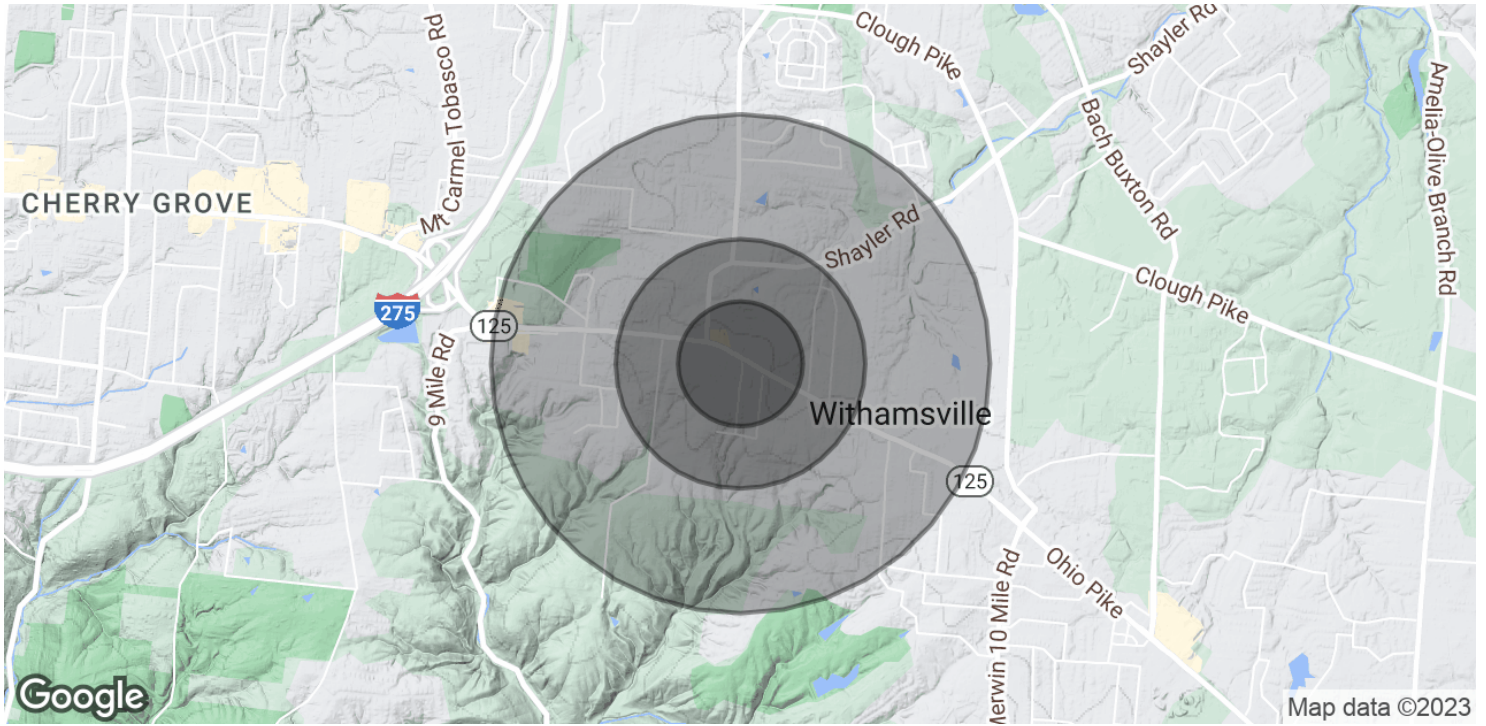 Clough Pike
Shayler Rd
Mt Carmel Tobasco Rd
Amelia-Olive Branch Rd
Bach Buxton Rd
CHERRY GROVE
Shayler Rd
Clough Pike
275
125
9 Mile Rd
Withamsville
125
Ohio Pike
Merwin 10 Mile Rd
Google
Map data ©2023